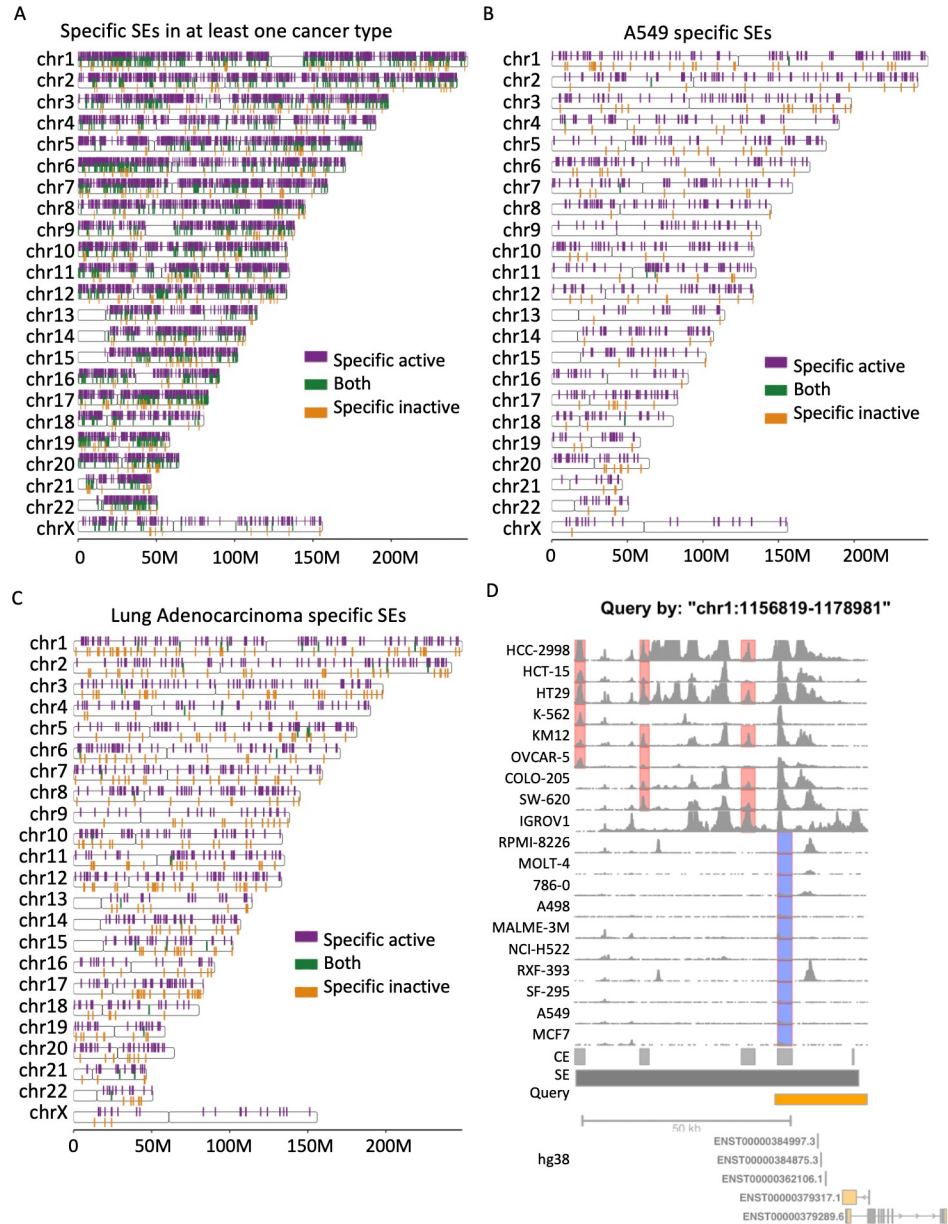 A
Specific SEs in at least one cancer type
chr1
chr2
chr3
chr4
chr5
chr6
chr7
chr8
chr9
chr10
chr11
chr12
chr13
chr14
chr15
chr16
chr17
chr18
chr19
chr20
chr21
chr22
chrX
Specific active
Both
Specific inactive
0 50M 100M 150M 200M
B
A549 specific SEs
chr1
chr2
chr3
chr4
chr5
chr6
chr7
chr8
chr9
chr10
chr11
chr12
chr13
chr14
chr15
chr16
chr17
chr18
chr19
chr20
chr21
chr22
chrX
Specific active
Both
Specific inactive
0 50M 100M 150M 200M
C
Lung Adenocarcinoma specific SEs
chr1
chr2
chr3
chr4
chr5
chr6
chr7
chr8
chr9
chr10
chr11
chr12
chr13
chr14
chr15
chr16
chr17
chr18
chr19
chr20
chr21
chr22
chrX
Specific active
Both
Specific inactive
0 50M 100M 150M 200M
D
Query by: "chr1:1156819-1178981"
HCC-2998
HCT-15
HT29
K-562
KM12
OVCAR-5
COLO-205
SW-620
IGROV1
RPMI-8226
MOLT-4
786-0
A498
MALME-3M
NCI-H522
RXF-393
SF-295
A549
MCF7
CE
SE
Query
50 kb
hg38
ENST00000384997.3
ENST00000384875.3
ENST00000362106.1
ENST00000379317.1
ENST00000379289.6